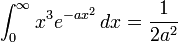 ∫₀^∞ x³e^{-ax²} dx = 1/(2a²)